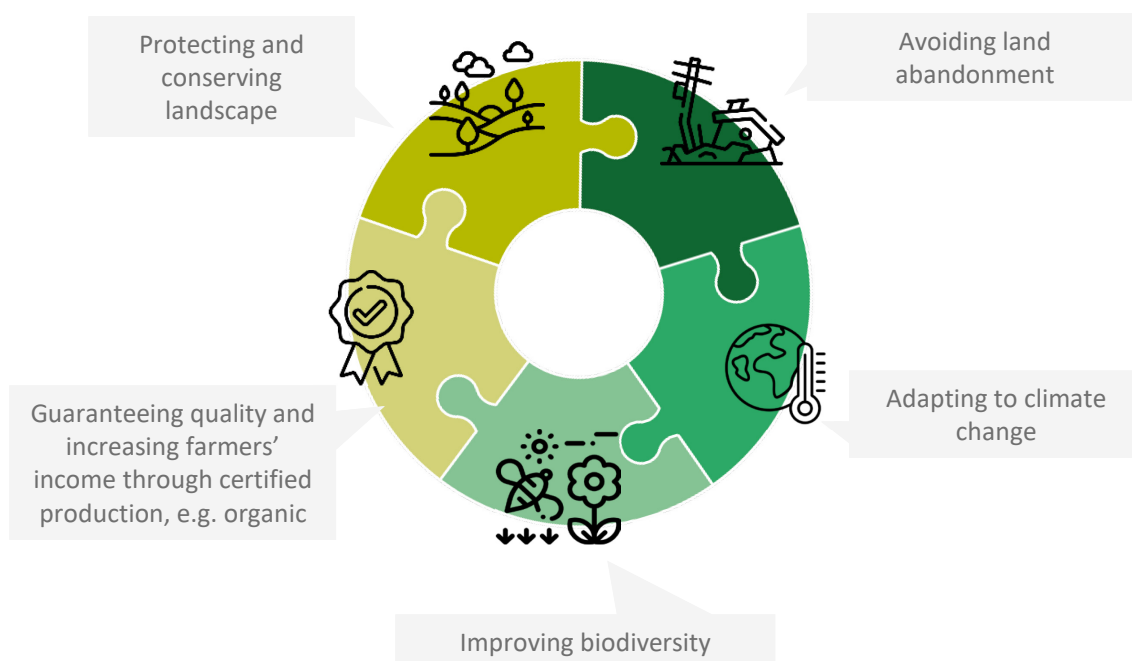 Protecting and
conserving
landscape
Avoiding land
abandonment
Guaranteeing quality and
increasing farmers’
income through certified
production, e.g. organic
Adapting to climate
change
Improving biodiversity